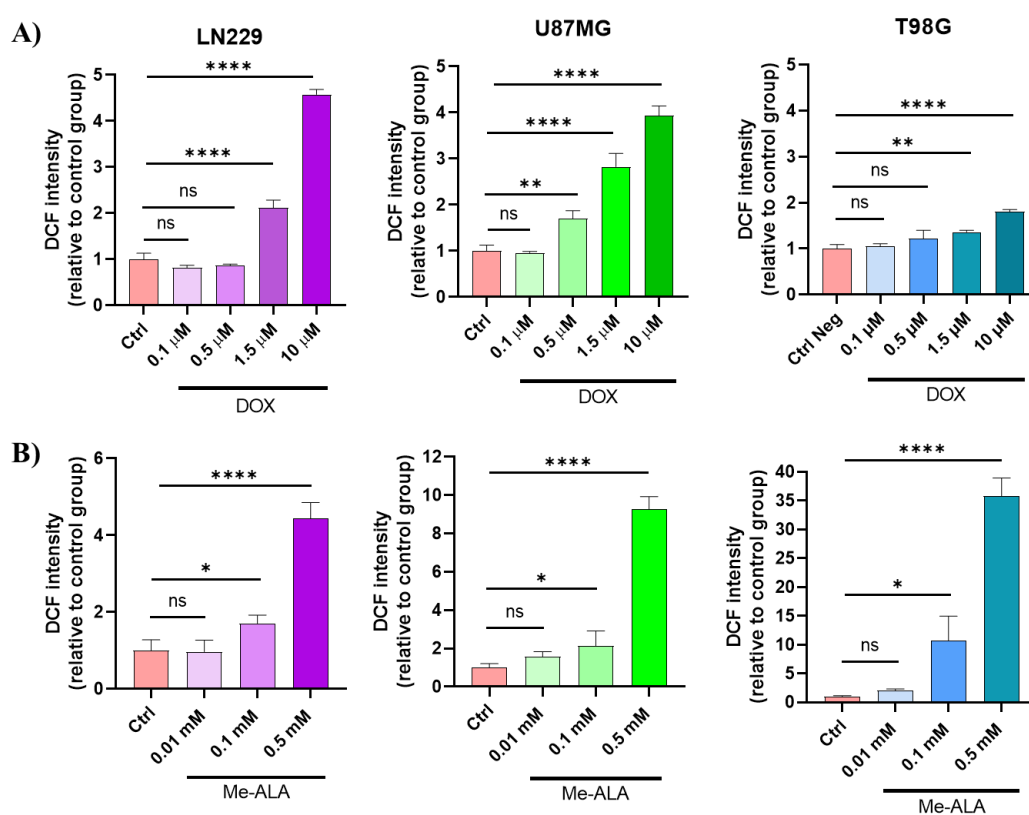 A)
LN229
DCF intensity
(relative to control group)
5
4
3
2
1
0
****
****
ns
ns
Ctrl
0.1 μM
0.5 μM
1.5 μM
10 μM
DOX
U87MG
DCF intensity
(relative to control group)
5
4
3
2
1
0
****
****
**
ns
Ctrl
0.1 μM
0.5 μM
1.5 μM
10 μM
DOX
T98G
DCF intensity
(relative to control group)
5
4
3
2
1
0
****
**
ns
ns
Ctrl Neg
0.1 μM
0.5 μM
1.5 μM
10 μM
DOX
B)
DCF intensity
(relative to control group)
6
4
2
0
****
*
ns
Ctrl
0.01 mM
0.1 mM
0.5 mM
Me-ALA
DCF intensity
(relative to control group)
12
10
8
6
4
2
0
****
*
ns
Ctrl
0.01 mM
0.1 mM
0.5 mM
Me-ALA
DCF intensity
(relative to control group)
40
35
30
25
20
15
10
5
0
****
*
ns
Ctrl
0.01 mM
0.1 mM
0.5 mM
Me-ALA